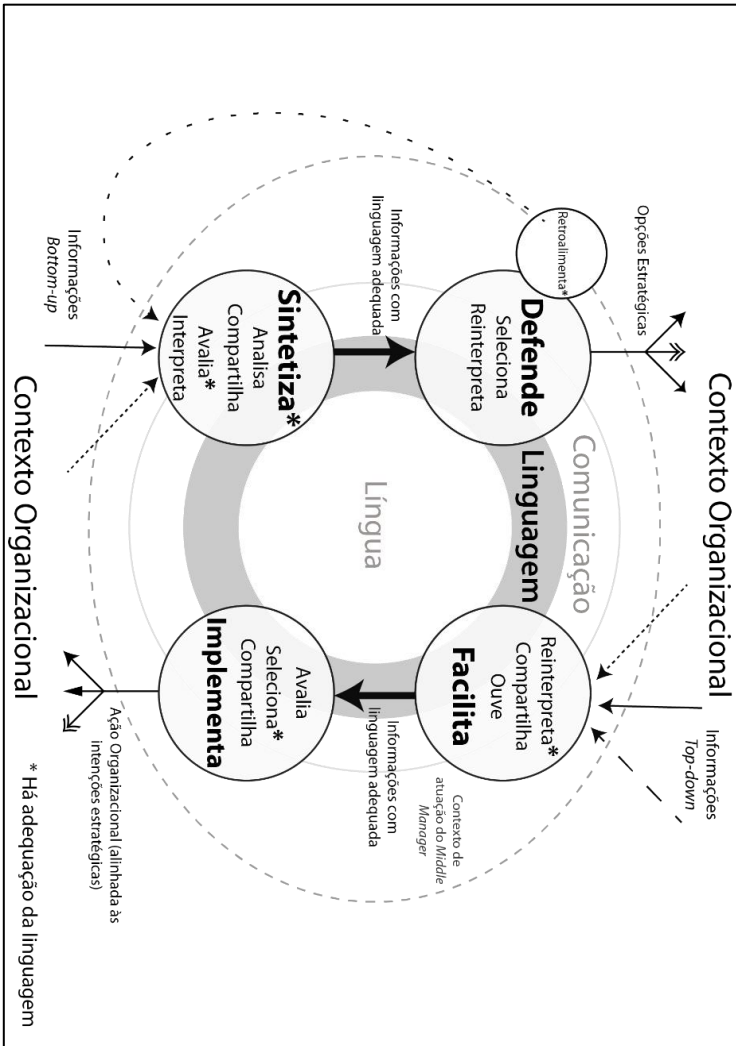 Contexto Organizacional
Opções Estratégicas
Retroalimenta*
Defende
Seleciona
Reinterpreta
Informações com
linguagem adequada
Sintetiza*
Analisa
Compartilha
Avalia*
Interpreta
Informações
Bottom-up
Comunicação
Linguagem
Língua
Informações
Top-down
Reinterpreta*
Compartilha
Ouve
Facilita
Contexto de
atuação do Middle
Manager
Informações com
linguagem adequada
Avalia
Seleciona*
Compartilha
Implementa
Ação Organizacional (alinhada às
intenções estratégicas)
Contexto Organizacional
* Há adequação da linguagem